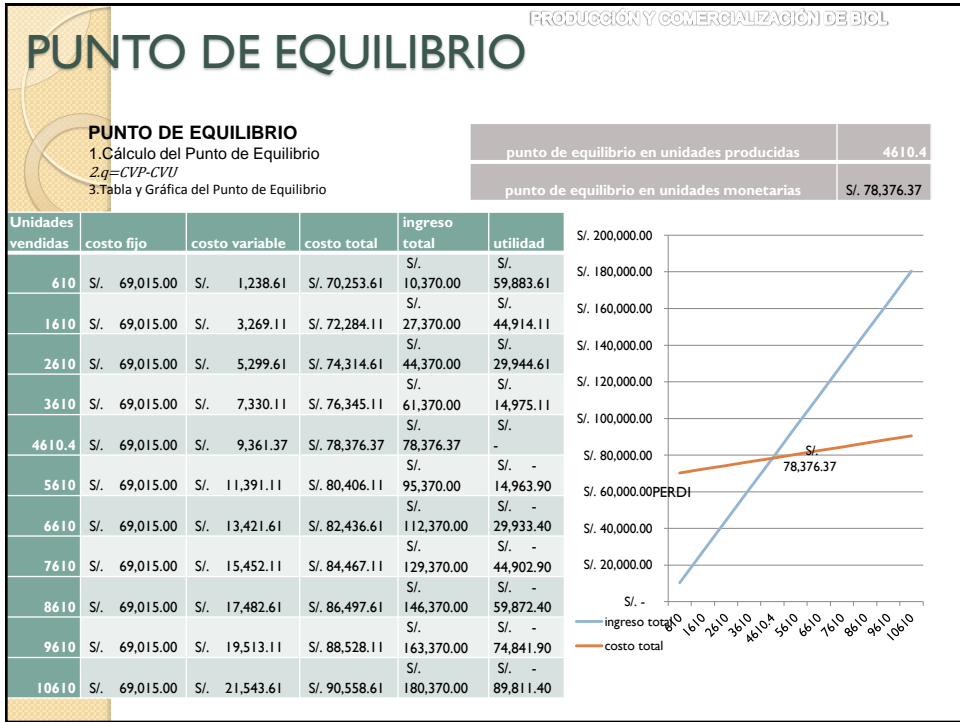 PRODUCCIÓN Y COMERCIALIZACIÓN DE BIOL
PUNTO DE EQUILIBRIO
PUNTO DE EQUILIBRIO
1.Cálculo del Punto de Equilibrio
2.q=CVP-CVU
3.Tabla y Gráfica del Punto de Equilibrio
punto de equilibrio en unidades producidas 4610.4
punto de equilibrio en unidades monetarias S/. 78,376.37
Unidades vendidas costo fijo costo variable costo total ingreso total utilidad
610 S/. 69,015.00 S/. 1,238.61 S/. 70,253.61 S/. 10,370.00 S/. 59,883.61
1610 S/. 69,015.00 S/. 3,269.11 S/. 72,284.11 S/. 27,370.00 S/. 44,914.11
2610 S/. 69,015.00 S/. 5,299.61 S/. 74,314.61 S/. 44,370.00 S/. 29,944.61
3610 S/. 69,015.00 S/. 7,330.11 S/. 76,345.11 S/. 61,370.00 S/. 14,975.11
4610.4 S/. 69,015.00 S/. 9,361.37 S/. 78,376.37 S/. 78,376.37 S/. -
5610 S/. 69,015.00 S/. 11,391.11 S/. 80,406.11 S/. 95,370.00 S/. - 14,963.90
6610 S/. 69,015.00 S/. 13,421.61 S/. 82,436.61 S/. 112,370.00 S/. - 29,933.40
7610 S/. 69,015.00 S/. 15,452.11 S/. 84,467.11 S/. 129,370.00 S/. - 44,902.90
8610 S/. 69,015.00 S/. 17,482.61 S/. 86,497.61 S/. 146,370.00 S/. - 59,872.40
9610 S/. 69,015.00 S/. 19,513.11 S/. 88,528.11 S/. 163,370.00 S/. - 74,841.90
10610 S/. 69,015.00 S/. 21,543.61 S/. 90,558.61 S/. 180,370.00 S/. - 89,811.40
S/. 200,000.00
S/. 180,000.00
S/. 160,000.00
S/. 140,000.00
S/. 120,000.00
S/. 100,000.00
S/. 80,000.00
S/. 78,376.37
S/. 60,000.00 PERDI
S/. 40,000.00
S/. 20,000.00
S/. -
610 1610 2610 3610 4610.4 5610 6610 7610 8610 9610 10610
ingreso total
costo total